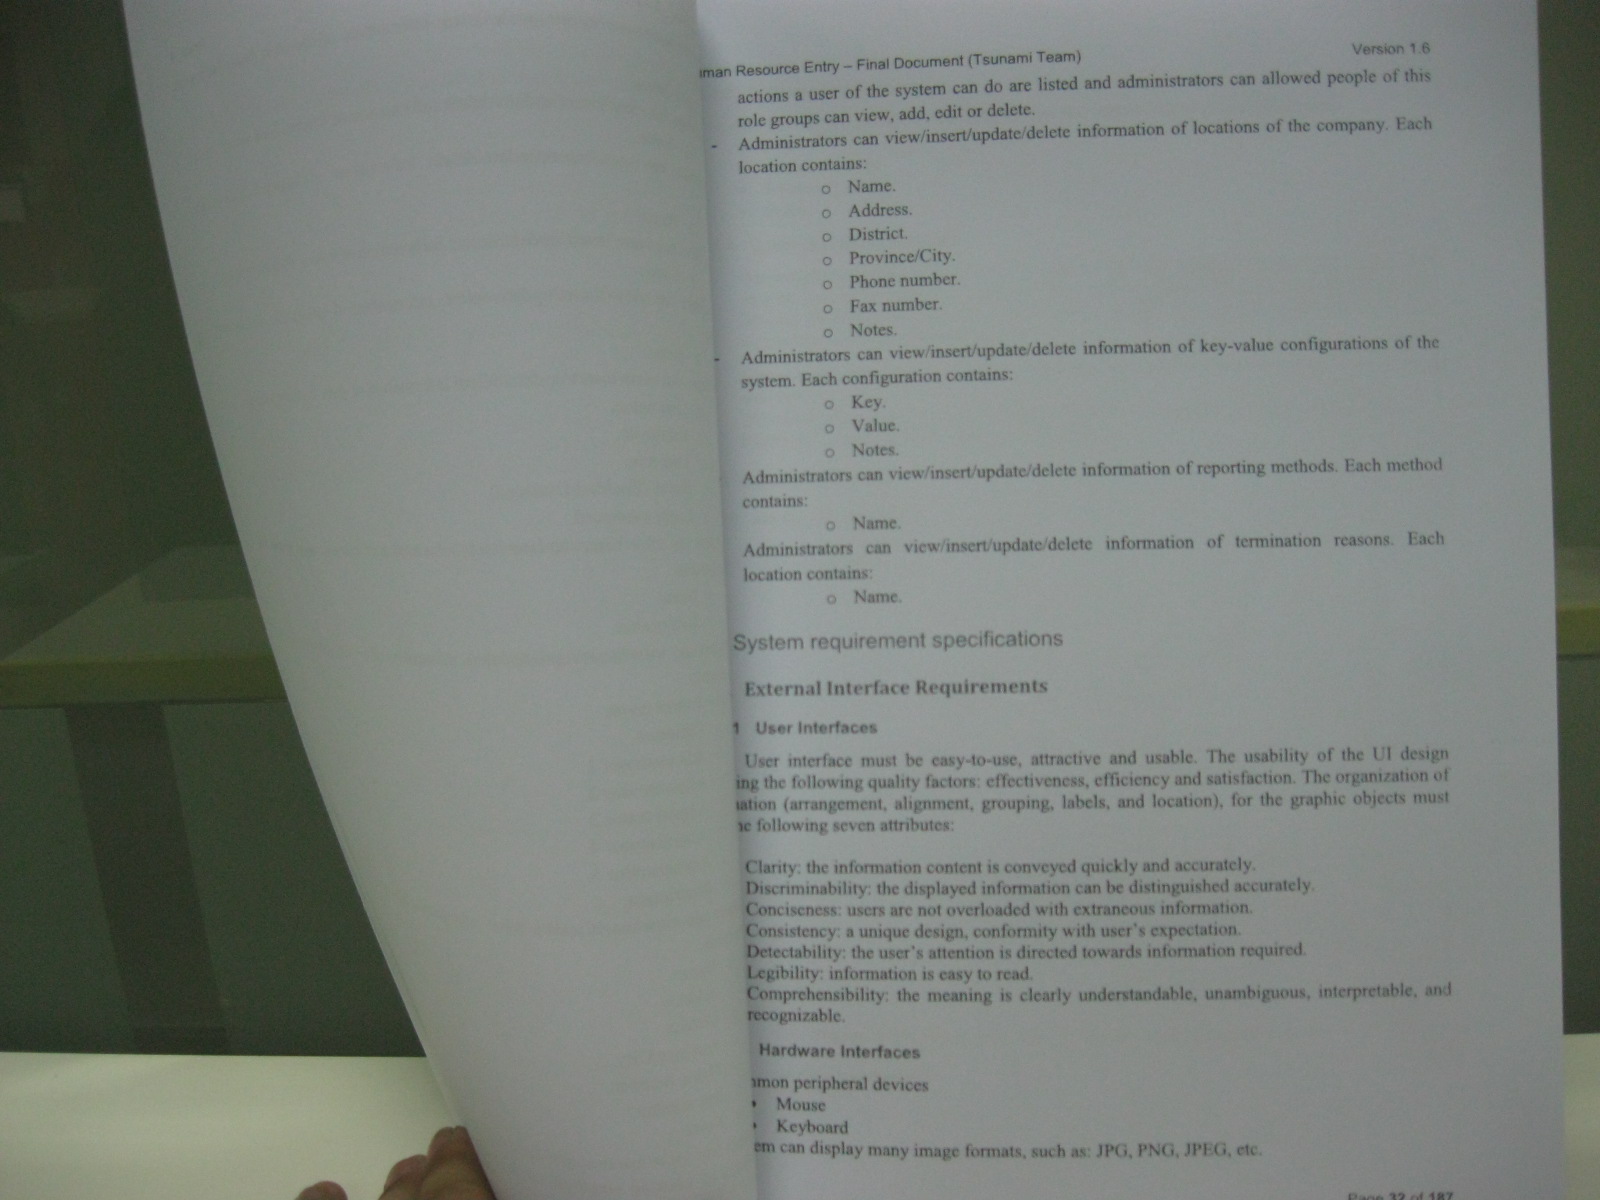 Resource Entry – Final Document (Tsunami Team) Version 1.6
actions a user of the system can do are listed and administrators can allowed people of this
role groups can view, add, edit or delete.
- Administrators can view/insert/update/delete information of locations of the company. Each
location contains:
o Name.
o Address.
o District.
o Province/City.
o Phone number.
o Fax number.
o Notes.
- Administrators can view/insert/update/delete information of key-value configurations of the
system. Each configuration contains:
o Key.
o Value.
o Notes.
Administrators can view/insert/update/delete information of reporting methods. Each method
contains:
o Name.
Administrators can view/insert/update/delete information of termination reasons. Each
location contains:
o Name.
System requirement specifications
External Interface Requirements
1 User Interfaces
User interface must be easy-to-use, attractive and usable. The usability of the UI design
the following quality factors: effectiveness, efficiency and satisfaction. The organization of
(arrangement, alignment, grouping, labels, and location), for the graphic objects must
following seven attributes:
Clarity: the information content is conveyed quickly and accurately.
Discriminability: the displayed information can be distinguished accurately.
Conciseness: users are not overloaded with extraneous information.
Consistency: a unique design, conformity with user's expectation.
Detectability: the user's attention is directed towards information required.
Legibility: information is easy to read.
Comprehensibility: the meaning is clearly understandable, unambiguous, interpretable, and
recognizable.
Hardware Interfaces
peripheral devices
• Mouse
• Keyboard
can display many image formats, such as: JPG, PNG, JPEG, etc.
Page 32 of 187